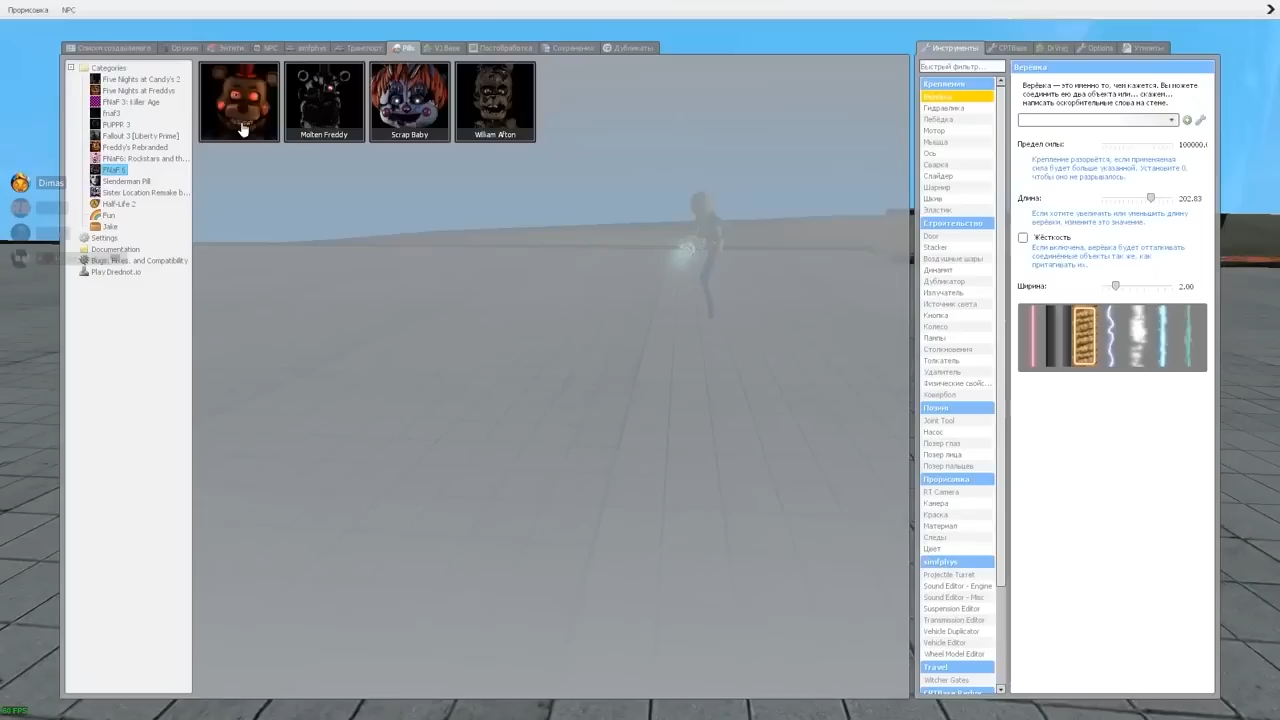 Прорисовка NPC
Список создаваемого Оружие Энтити NPC simfphys Транспорт Pills VJ Base Постобработка Сохранения Дубликаты
Инструменты CPTBase DrVrej Options Утилиты
Categories
Five Nights at Candy's 2
Five Nights at Freddys
FNaF 3: Killer Age
fnaf3
PUPPR 3
Fallout 3 [Liberty Prime]
Freddy's Rebranded
FNaF6: Rockstars and th...
FNaF 6
Slenderman Pill
Sister Location Remake b...
Half-Life 2
Fun
Jake
Settings
Documentation
Bugs, Fixes, and Compatibility
Play Drednot.io
Dimas
Molten Freddy
Scrap Baby
William Afton
Быстрый фильтр...
Крепления
Верёвка
Гидравлика
Лебёдка
Мотор
Мышца
Ось
Сварка
Слайдер
Шарнир
Шкив
Эластик
Строительство
Door
Stacker
Воздушные шары
Динамит
Дубликатор
Излучатель
Источник света
Кнопка
Колесо
Лампы
Столкновения
Толкатель
Удалитель
Физические свойс...
Ховербол
Позинг
Joint Tool
Насос
Позер глаз
Позер лица
Позер пальцев
Прорисовка
RT Camera
Камера
Краска
Материал
Следы
Цвет
simfphys
Projectile Turret
Sound Editor - Engine
Sound Editor - Misc
Suspension Editor
Transmission Editor
Vehicle Duplicator
Vehicle Editor
Wheel Model Editor
Travel
Witcher Gates
Верёвка
Верёвка — это именно то, чем кажется. Вы можете
соединить ею два объекта или... скажем...
написать оскорбительные слова на стене.
Предел силы: 100000.
Крепление разорвётся, если применяемая
сила будет больше указанной. Установите 0,
чтобы оно не разрывалось.
Длина: 202.83
Если хотите увеличить или уменьшить длину
верёвки, измените это значение.
Жёсткость
Если включена, верёвка будет отталкивать
соединённые объекты так же, как
притягивать их.
Ширина: 2.00
60 FPS